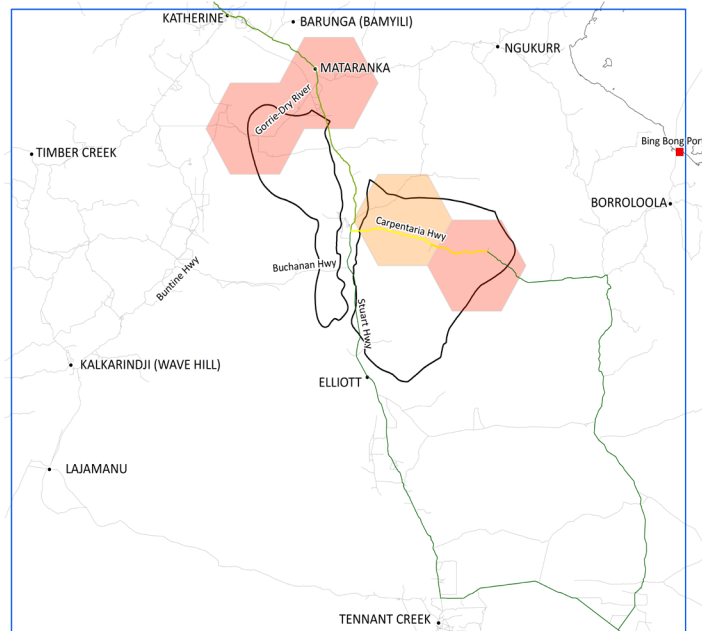 KATHERINE
BARUNGA (BAMYILI)
NGUKURR
MATARANKA
Gorrie-Dry River
Bing Bong Port
TIMBER CREEK
BORROLOOLA
Carpentaria Hwy
Buchanan Hwy
Buntine Hwy
Stuart Hwy
KALKARINDJI (WAVE HILL)
ELLIOTT
LAJAMANU
TENNANT CREEK